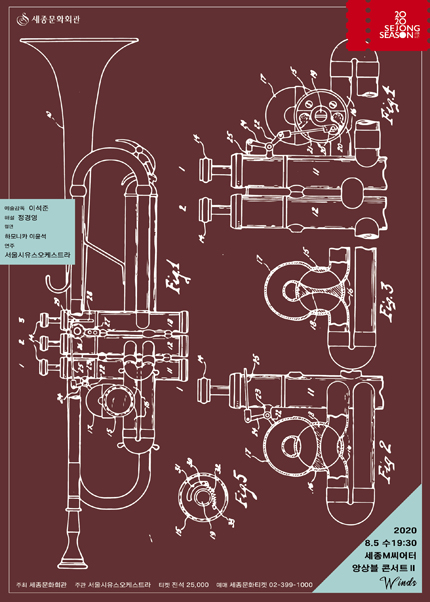 세종문화회관
20
20
SEJONG
SEASON
예술감독 이석준
해설 정경영
협연
하모니카 이윤석
연주
서울시유스오케스트라
Fig.4
Fig.1
Fig.3
Fig.2
Fig.5
2020
8.5 수19:30
세종M씨어터
앙상블 콘서트 II
Winds
주최 세종문화회관 주관 서울시유스오케스트라 티켓 전석 25,000 예매 세종문화티켓 02-399-1000